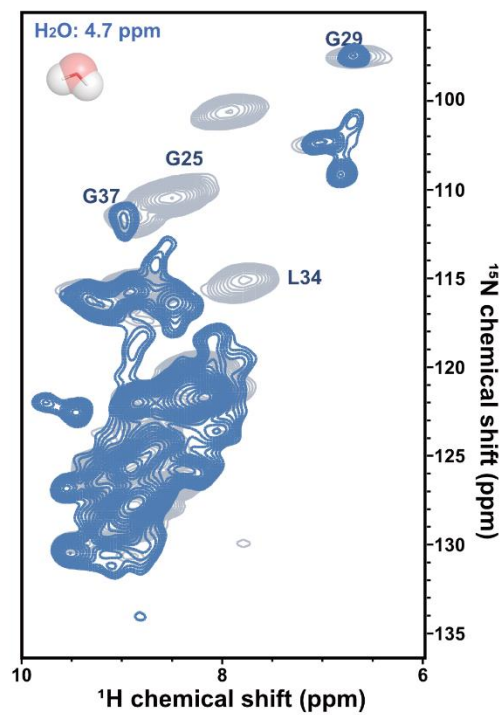 H₂O: 4.7 ppm
G29
100
G25
110
G37
115
L34
120
125
130
135
¹⁵N chemical shift (ppm)
10
8
6
¹H chemical shift (ppm)